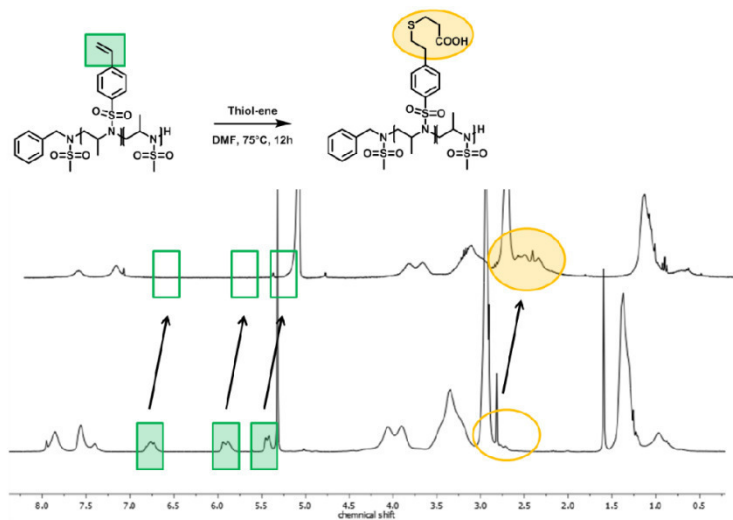 S
COOH
O=S=O
N N N H
O=S=O O=S=O
Thiol-ene
DMF, 75°C, 12h
S
COOH
O=S=O
N N N H
O=S=O O=S=O
8.0 7.5 7.0 6.5 6.0 5.5 5.0 4.5 4.0 3.5 3.0 2.5 2.0 1.5 1.0 0.5
chemnical shift